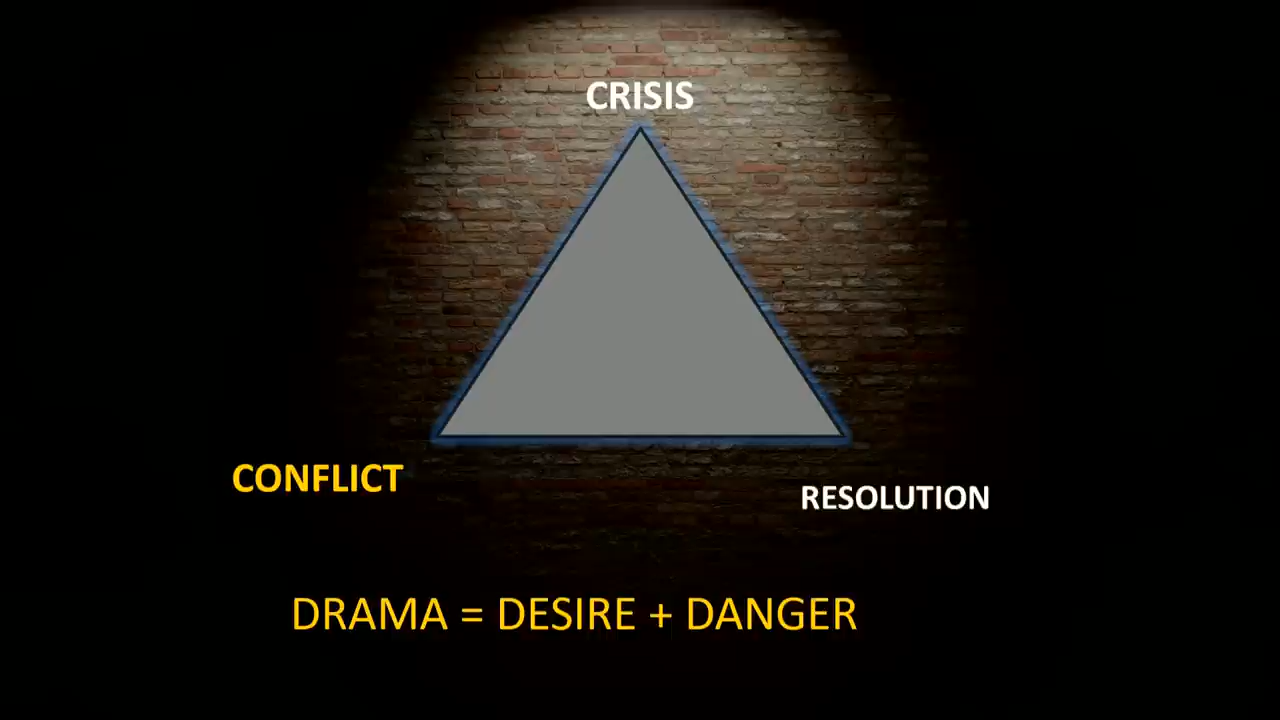 CRISIS
CONFLICT
RESOLUTION
DRAMA = DESIRE + DANGER